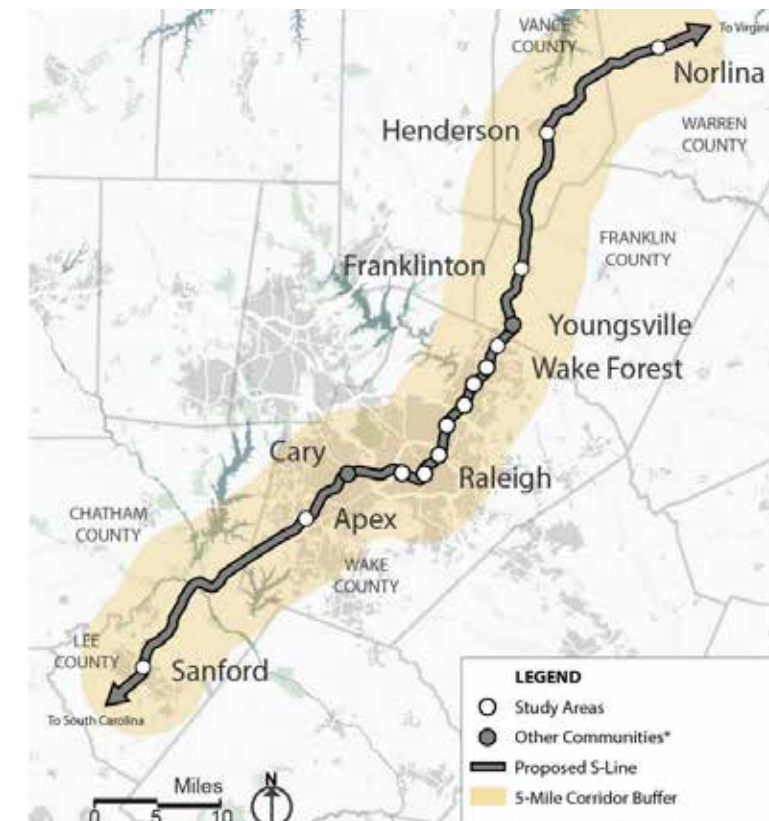 To Virgini
VANCE
COUNTY
Norlina
Henderson
WARREN
COUNTY
FRANKLIN
COUNTY
Franklinton
Youngsville
Wake Forest
Cary
Raleigh
Apex
CHATHAM
COUNTY
WAKE
COUNTY
LEE
COUNTY
Sanford
To South Carolina
LEGEND
Study Areas
Other Communities*
Proposed S-Line
5-Mile Corridor Buffer
Miles
N
0 5 10